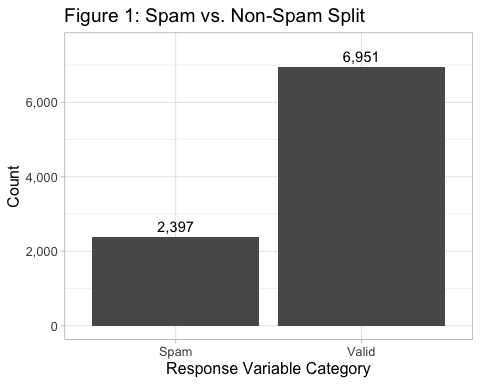 Figure 1: Spam vs. Non-Spam Split
6,951
6,000
4,000
2,397
2,000
0
Count
Spam Valid
Response Variable Category